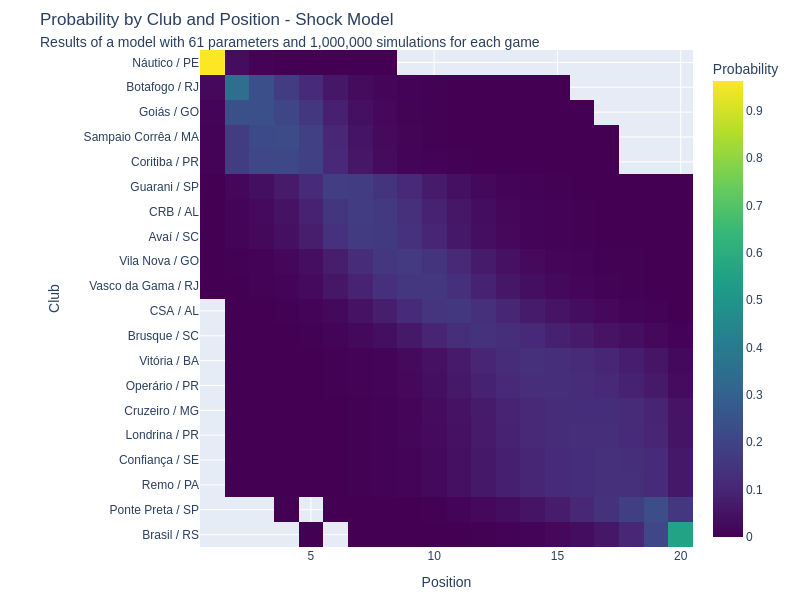 Probability by Club and Position - Shock Model
Results of a model with 61 parameters and 1,000,000 simulations for each game
Probability
Náutico / PE
Botafogo / RJ
Goiás / GO
Sampaio Corrêa / MA
Coritiba / PR
Guarani / SP
CRB / AL
Avaí / SC
Vila Nova / GO
Vasco da Gama / RJ
CSA / AL
Brusque / SC
Vitória / BA
Operário / PR
Cruzeiro / MG
Londrina / PR
Confiança / SE
Remo / PA
Ponte Preta / SP
Brasil / RS
Club
5
10
15
20
Position
0.9
0.8
0.7
0.6
0.5
0.4
0.3
0.2
0.1
0